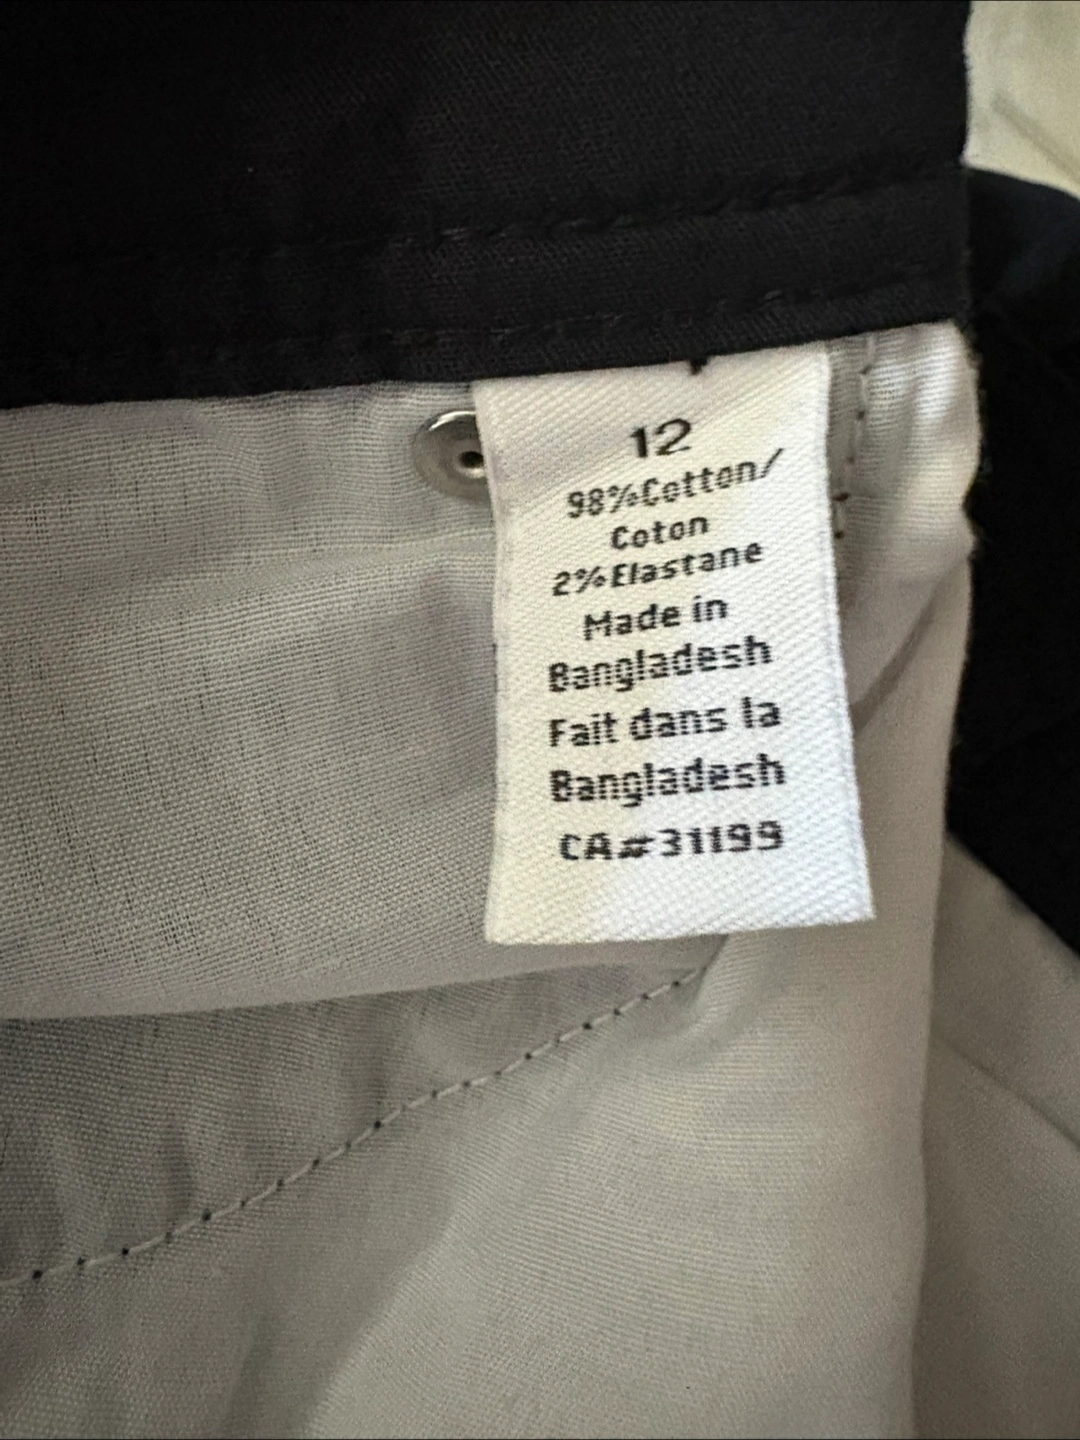 12
98%Cotton/
Coton
2%Elastane
Made in
Bangladesh
Fait dans la
Bangladesh
CA#31199